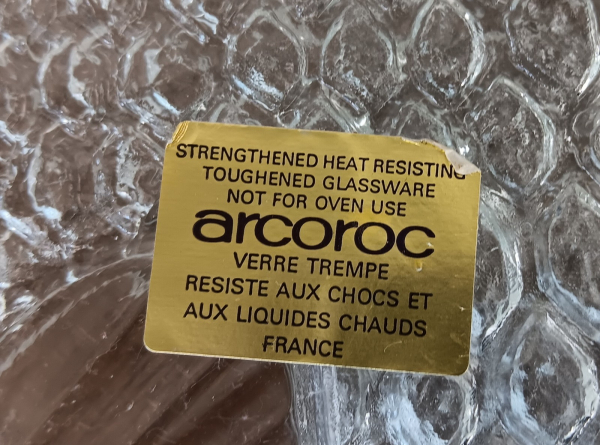 STRENGTHENED HEAT RESISTING
TOUGHENED GLASSWARE
NOT FOR OVEN USE
arcoroc
VERRE TREMPE
RESISTE AUX CHOCS ET
AUX LIQUIDES CHAUDS
FRANCE